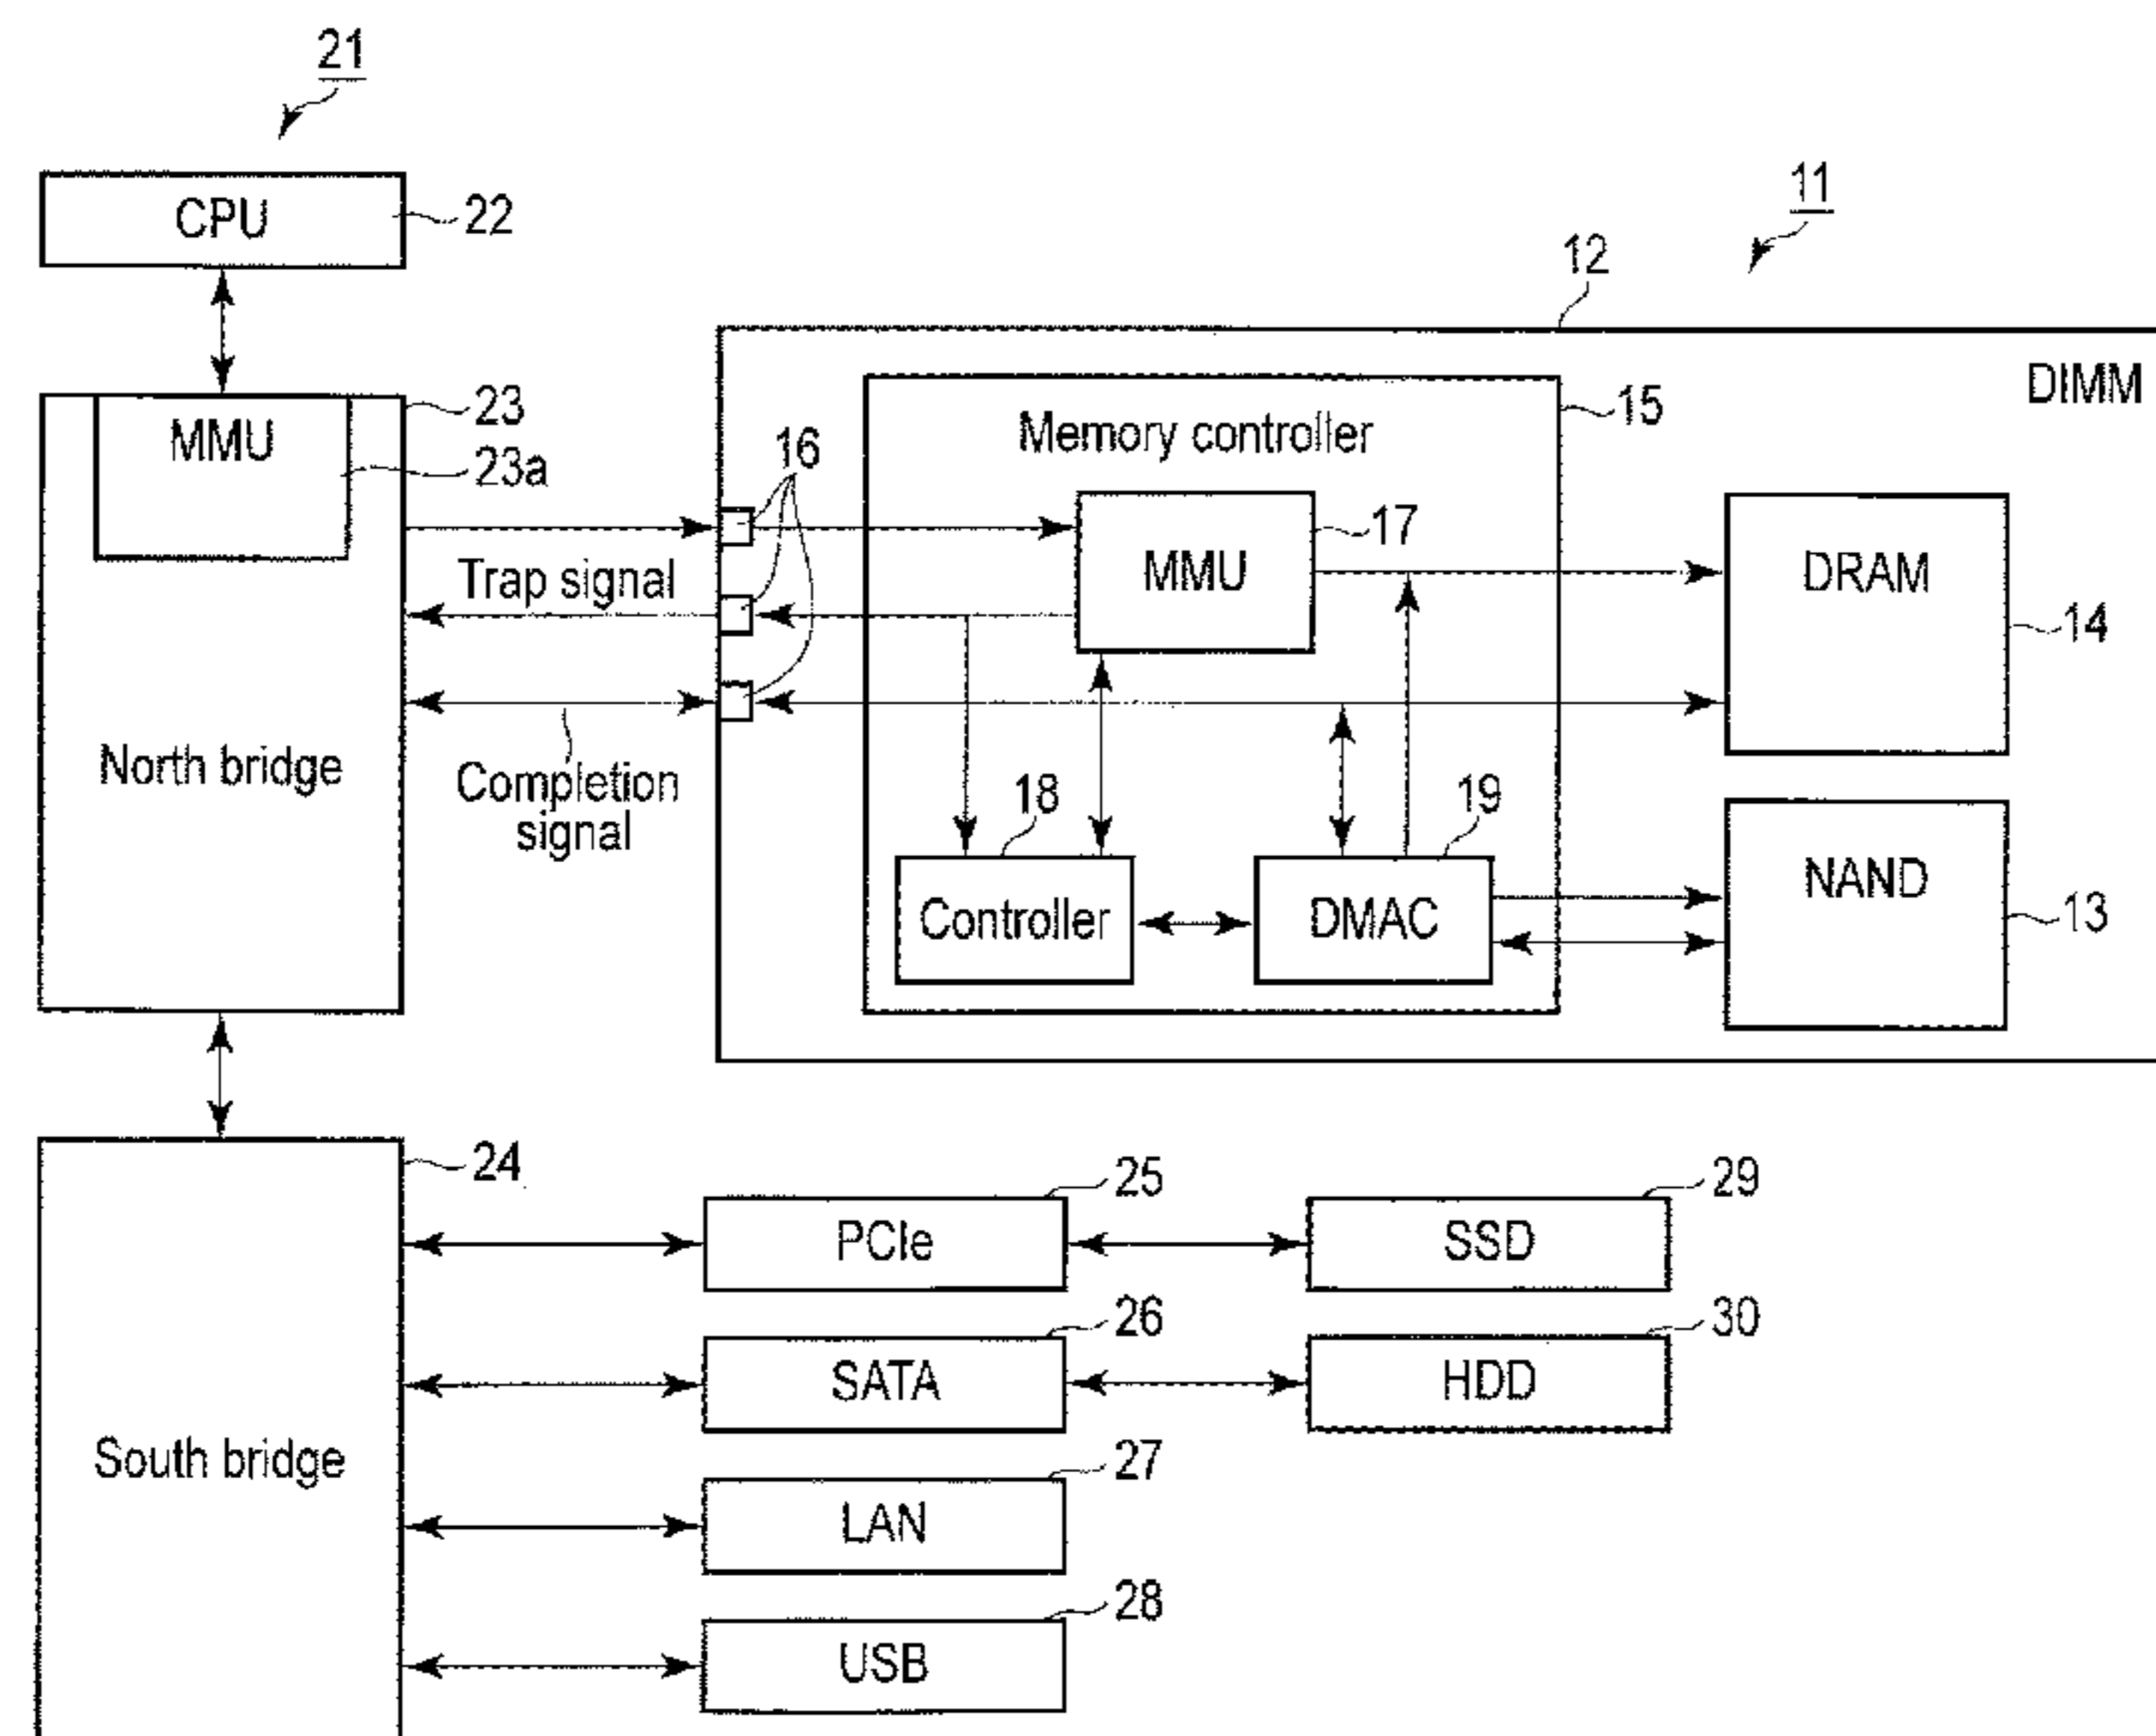 21
11
CPU
22
12
DIMM
MMU
23
23a
16
Memory controller
15
MMU
17
DRAM
14
Trap signal
North bridge
Completion
signal
18
19
Controller
DMAC
NAND
13
24
25
29
PCIe
SSD
26
30
SATA
HDD
South bridge
27
LAN
28
USB